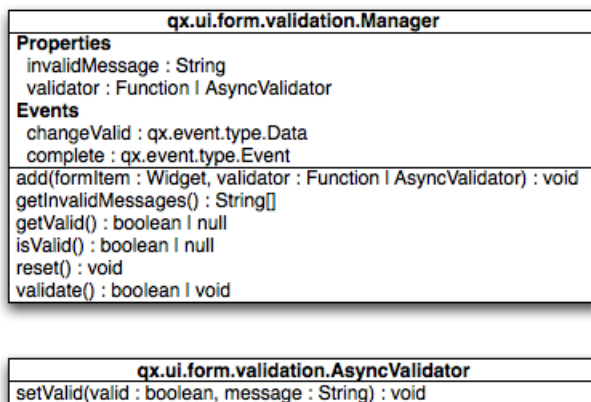 qx.ui.form.validation.Manager
Properties
invalidMessage : String
validator : Function | AsyncValidator
Events
changeValid : qx.event.type.Data
complete : qx.event.type.Event
add(formItem : Widget, validator : Function | AsyncValidator) : void
getInvalidMessages() : String[]
getValid() : boolean | null
isValid() : boolean | null
reset() : void
validate() : boolean | void
qx.ui.form.validation.AsyncValidator
setValid(valid : boolean, message : String) : void